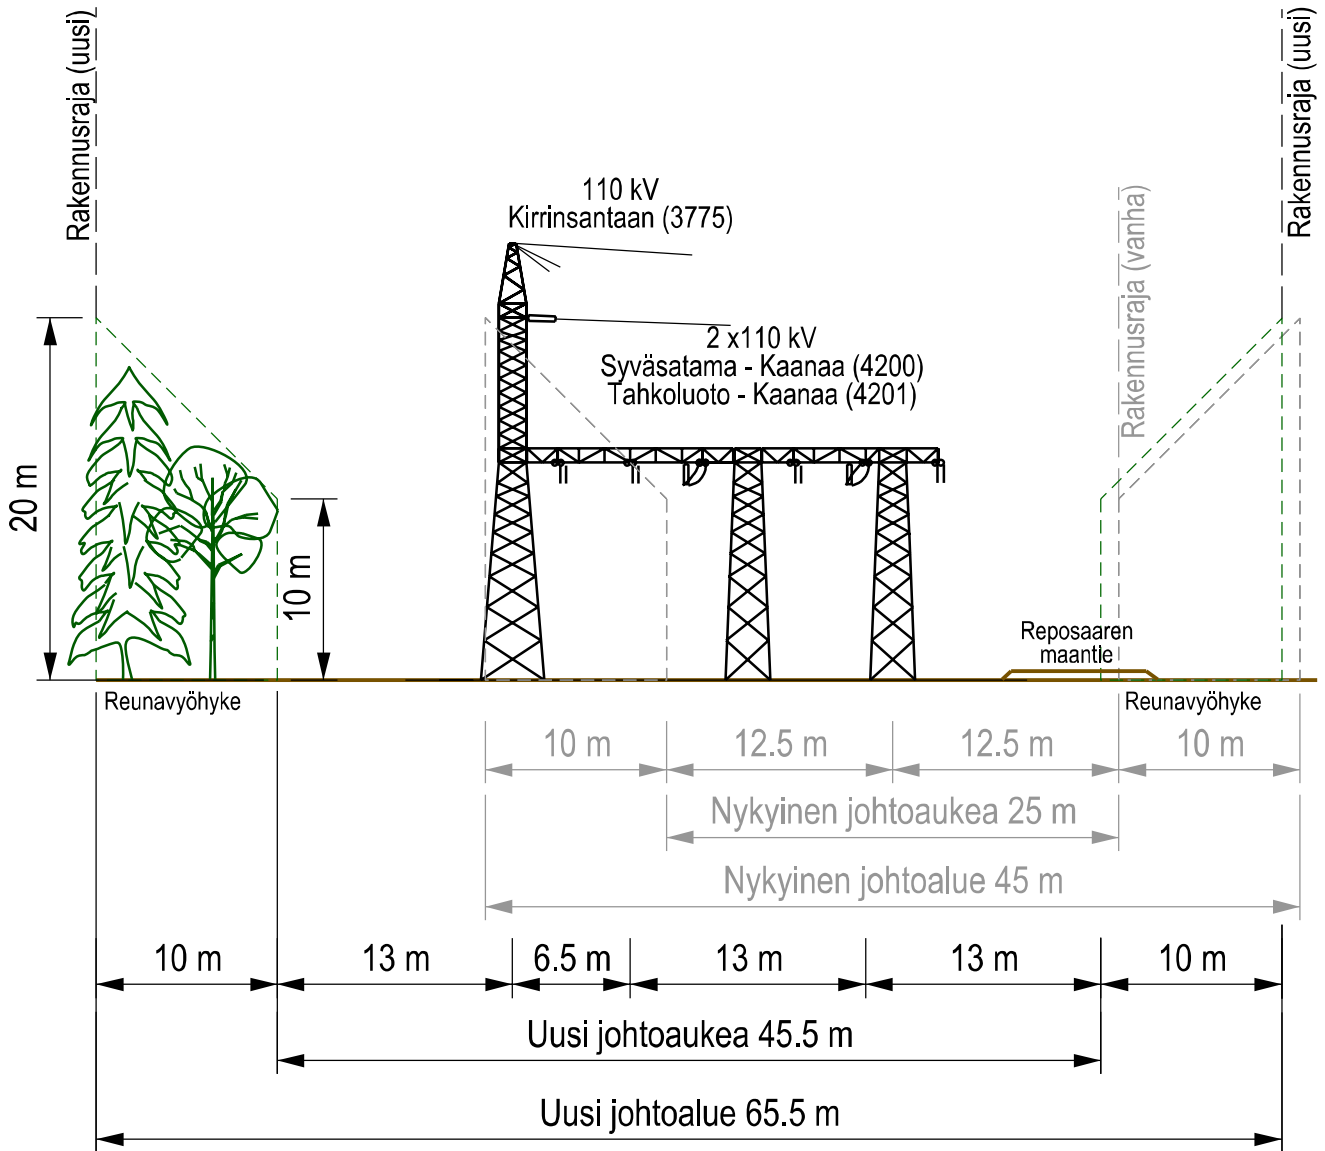 Rakennusraja (uusi)
Rakennusraja (uusi)
110 kV
Kirrinsantaan (3775)
Rakennusraja (vanha)
2 x110 kV
Syväsatama - Kaanaa (4200)
Tahkoluoto - Kaanaa (4201)
20 m
10 m
Reposaaren
maantie
Reunavyöhyke
Reunavyöhyke
10 m
12.5 m
12.5 m
10 m
Nykyinen johtoaukea 25 m
Nykyinen johtoalue 45 m
10 m
13 m
6.5 m
13 m
13 m
10 m
Uusi johtoaukea 45.5 m
Uusi johtoalue 65.5 m